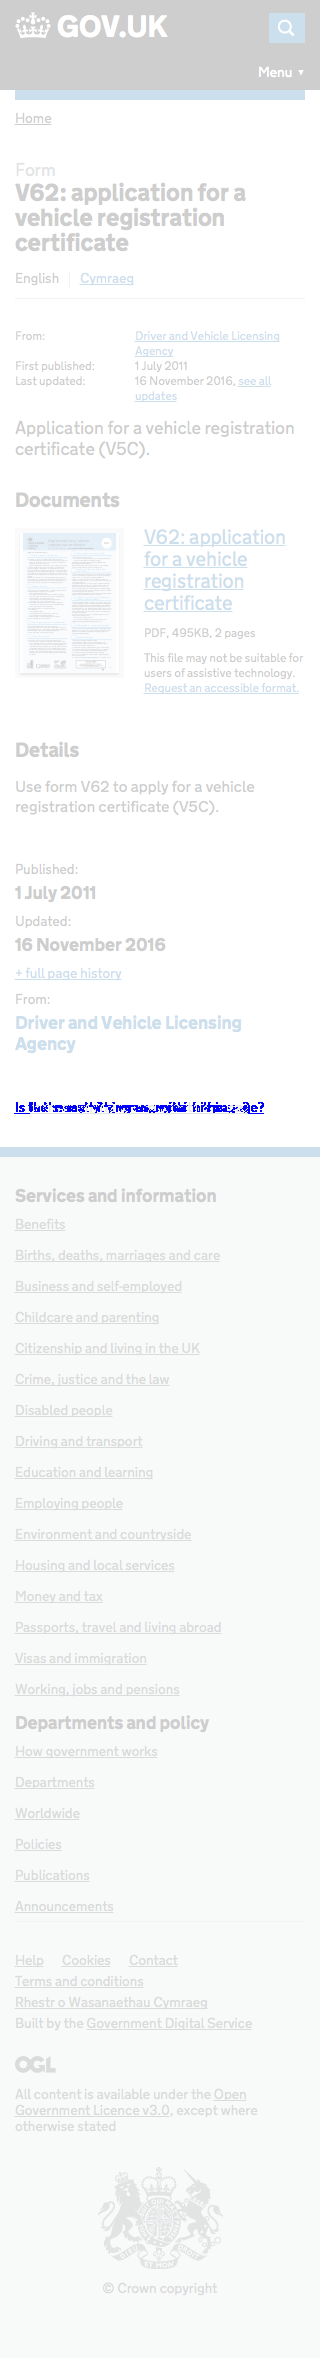 GOV.UK
Menu ▼
Home
Form
V62: application for a
vehicle registration
certificate
English
Cymraeg
From:
Driver and Vehicle Licensing
Agency
First published:
1 July 2011
Last updated:
16 November 2016, see all
updates
Application for a vehicle registration
certificate (V5C).
Documents
V62: application
for a vehicle
registration
certificate
PDF, 495KB, 2 pages
This file may not be suitable for
users of assistive technology.
Request an accessible format.
Details
Use form V62 to apply for a vehicle
registration certificate (V5C).
Published:
1 July 2011
Updated:
16 November 2016
+ full page history
From:
Driver and Vehicle Licensing
Agency
Services and information
Benefits
Births, deaths, marriages and care
Business and self-employed
Childcare and parenting
Citizenship and living in the UK
Crime, justice and the law
Disabled people
Driving and transport
Education and learning
Employing people
Environment and countryside
Housing and local services
Money and tax
Passports, travel and living abroad
Visas and immigration
Working, jobs and pensions
Departments and policy
How government works
Departments
Worldwide
Policies
Publications
Announcements
Help Cookies Contact
Terms and conditions
Rhestr o Wasanaethau Cymraeg
Built by the Government Digital Service
OGL
All content is available under the Open
Government Licence v3.0, except where
otherwise stated
© Crown copyright